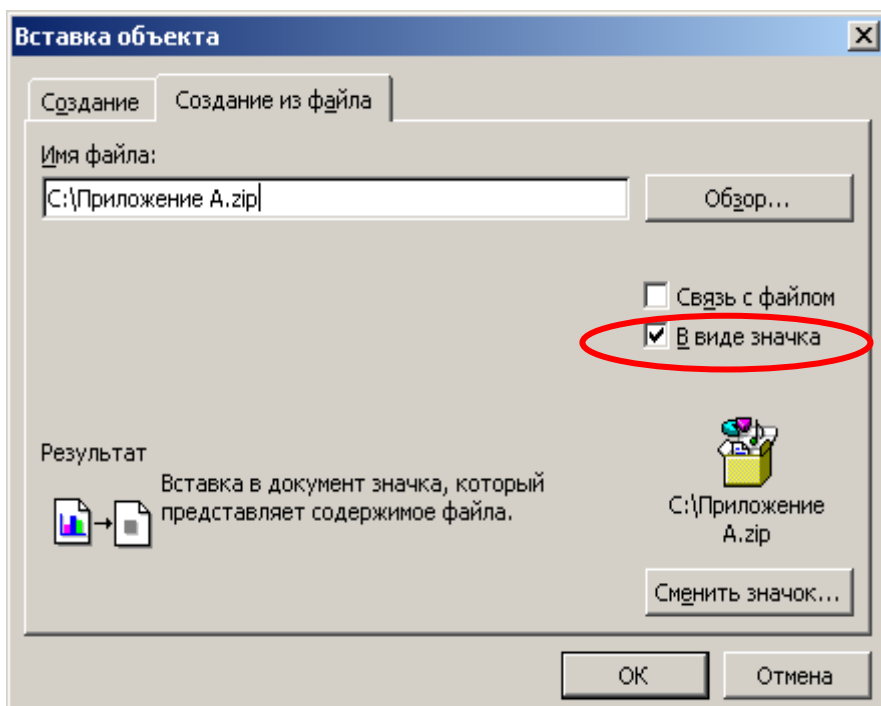 Вставка объекта
Создание
Создание из файла
Имя файла:
C:\Приложение A.zip
Обзор...
Связь с файлом
В виде значка
Результат
Вставка в документ значка, который
представляет содержимое файла.
C:\Приложение
A.zip
Сменить значок...
ОК
Отмена